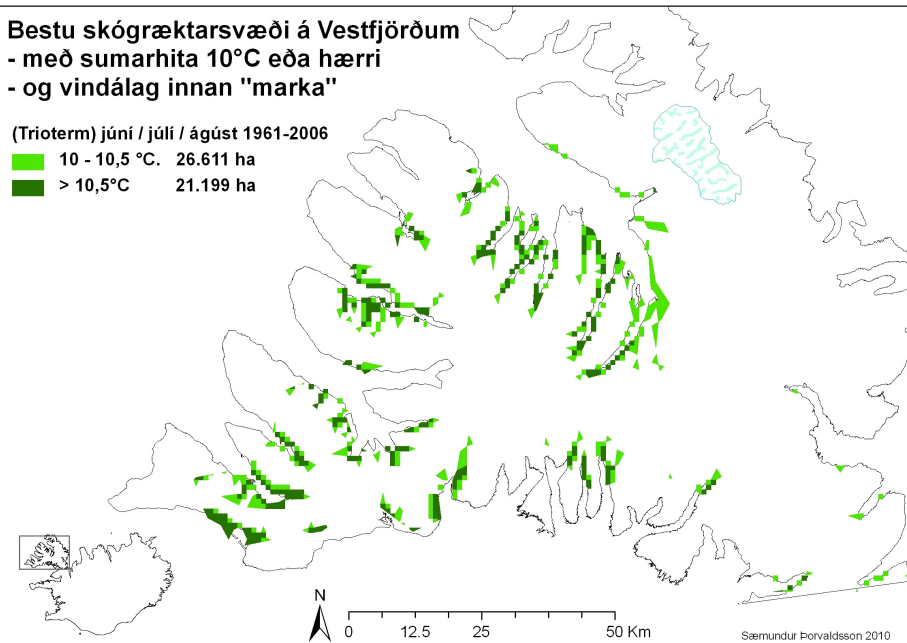 Bestu skógræktarsvæði á Vestfjörðum
- með sumarhita 10°C eða hærri
- og vindálag innan "marka"
(Trioterm) júní / júlí / ágúst 1961-2006
10 - 10,5 °C. 26.611 ha
> 10,5°C 21.199 ha
N
0 12.5 25 50 Km
Sæmundur Þorvaldsson 2010